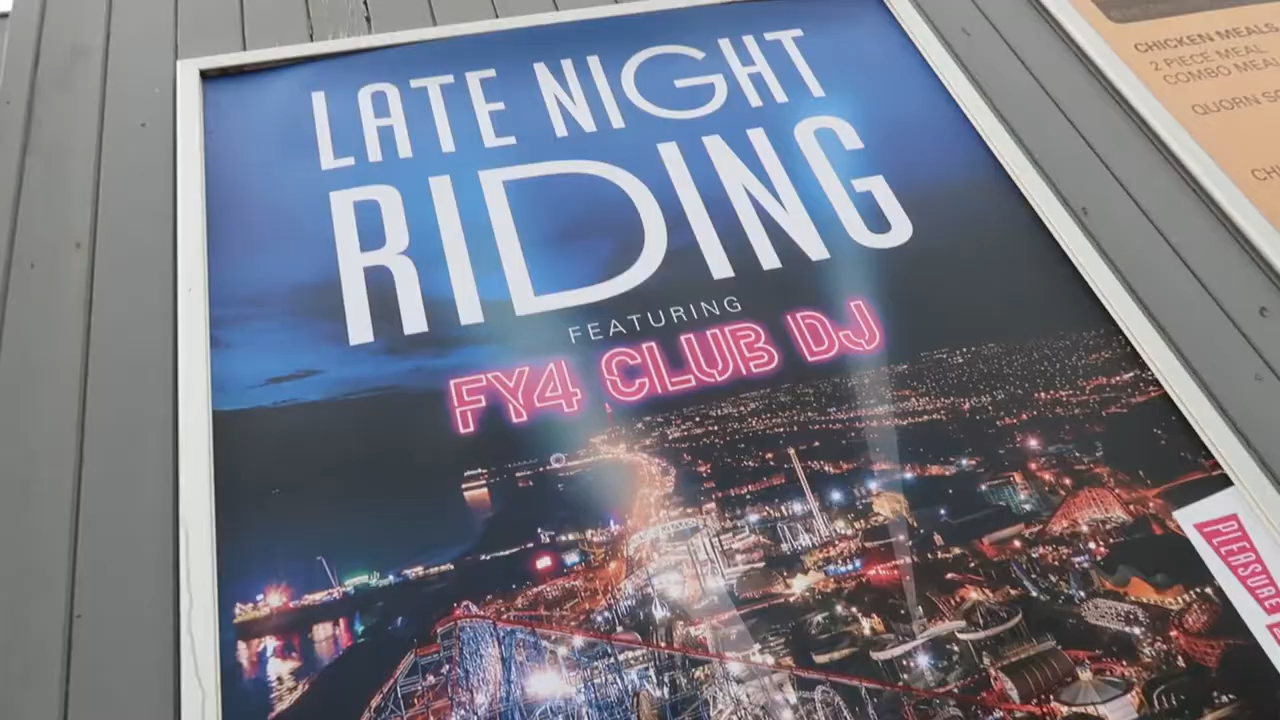 LATE NIGHT
RIDING
FEATURING
FY4 CLUB DJ
PLEASURE
CHICKEN MEALS
2 PIECE MEAL
COMBO MEAL
QUORN